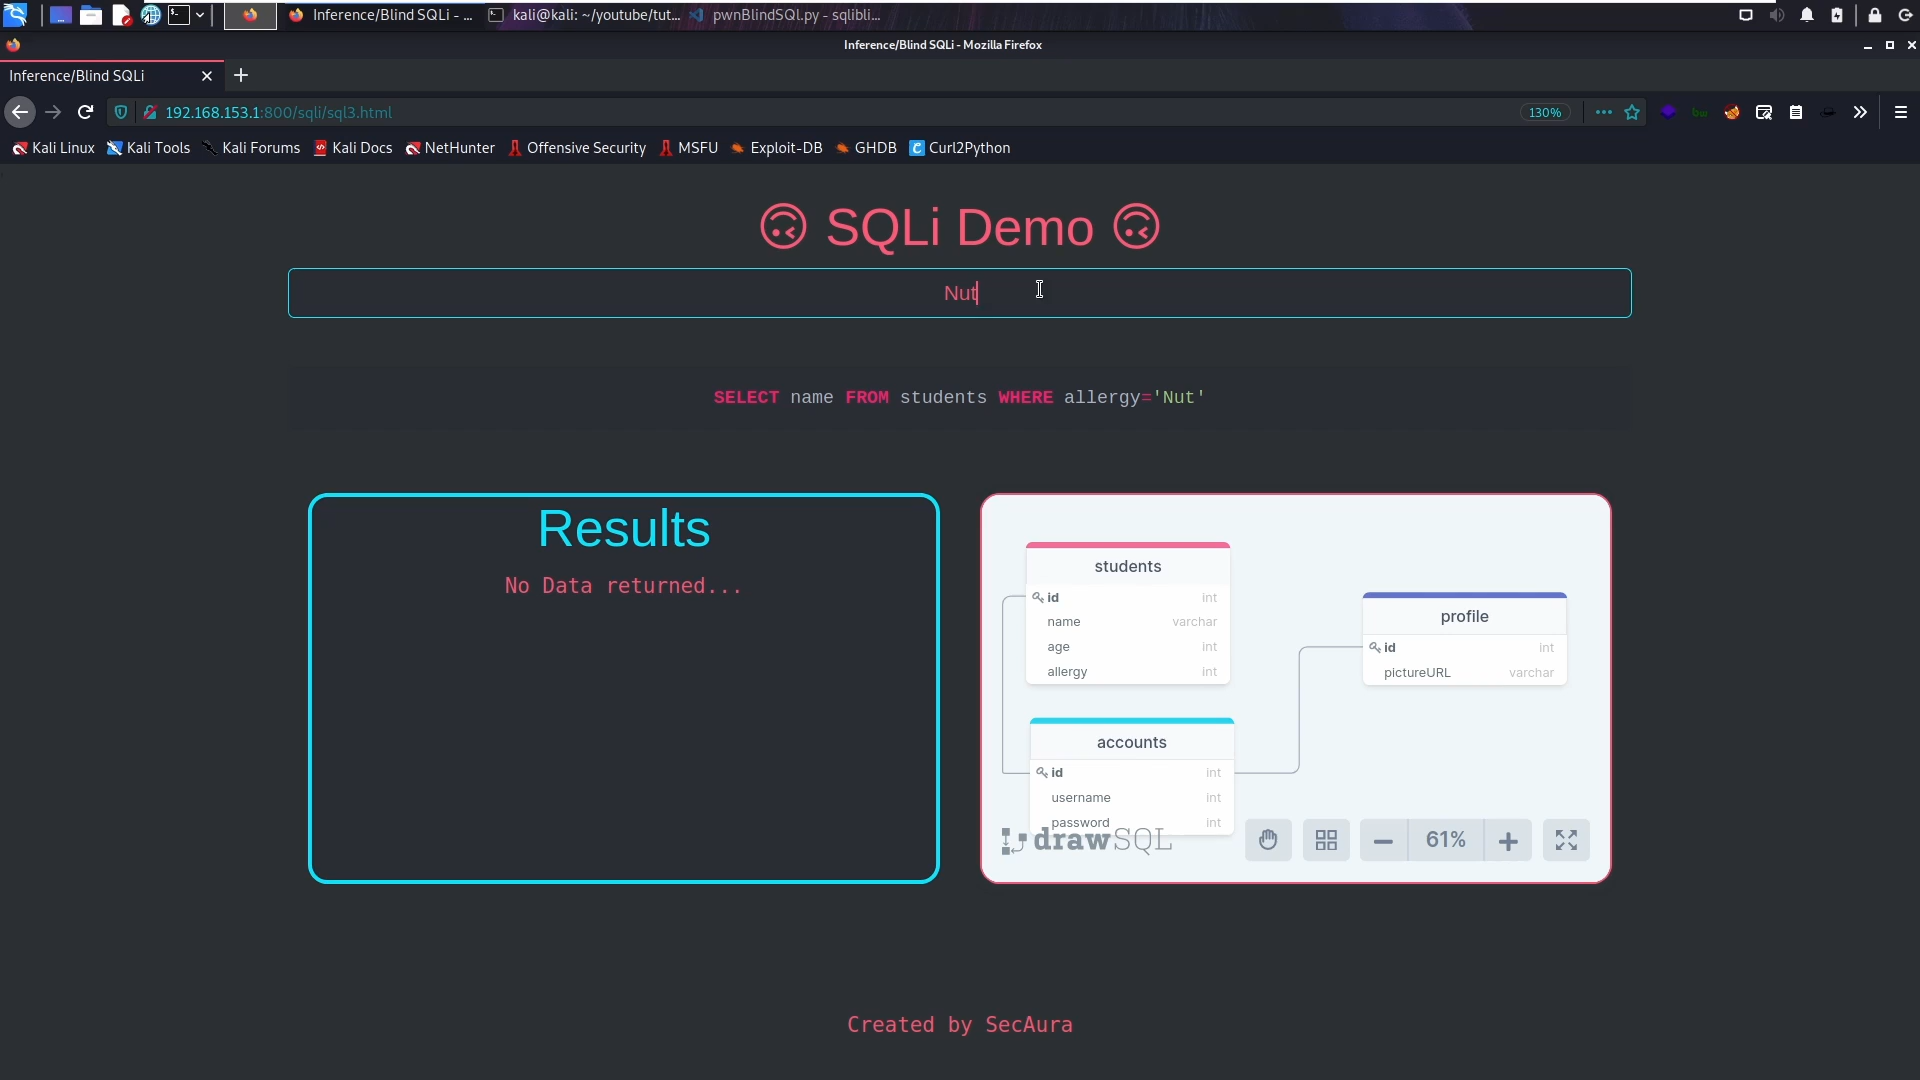 Inference/Blind SQLi - ...
kali@kali: ~/youtube/tut...
pwnBlindSQl.py - sqlibli...
Inference/Blind SQLi - Mozilla Firefox
Inference/Blind SQLi
192.168.153.1:800/sqli/sql3.html
130%
Kali Linux
Kali Tools
Kali Forums
Kali Docs
NetHunter
Offensive Security
MSFU
Exploit-DB
GHDB
Curl2Python
SQLi Demo
Nut
SELECT name FROM students WHERE allergy='Nut'
Results
No Data returned...
students
id int
name varchar
age int
allergy int
profile
id int
pictureURL varchar
accounts
id int
username int
password int
drawSQL
61%
Created by SecAura